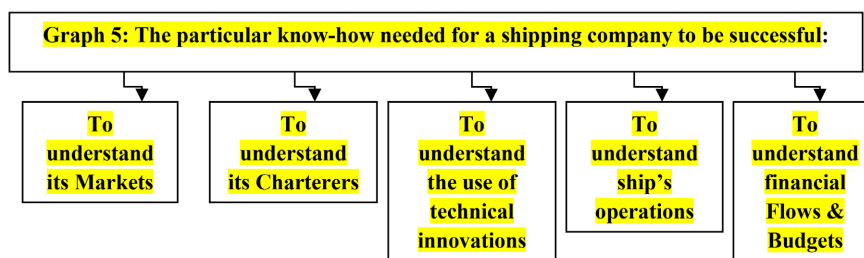 Graph 5: The particular know-how needed for a shipping company to be successful:
To
understand
its Markets
To
understand
its Charterers
To
understand
the use of
technical
innovations
To
understand
ship’s
operations
To
understand
financial
Flows &
Budgets